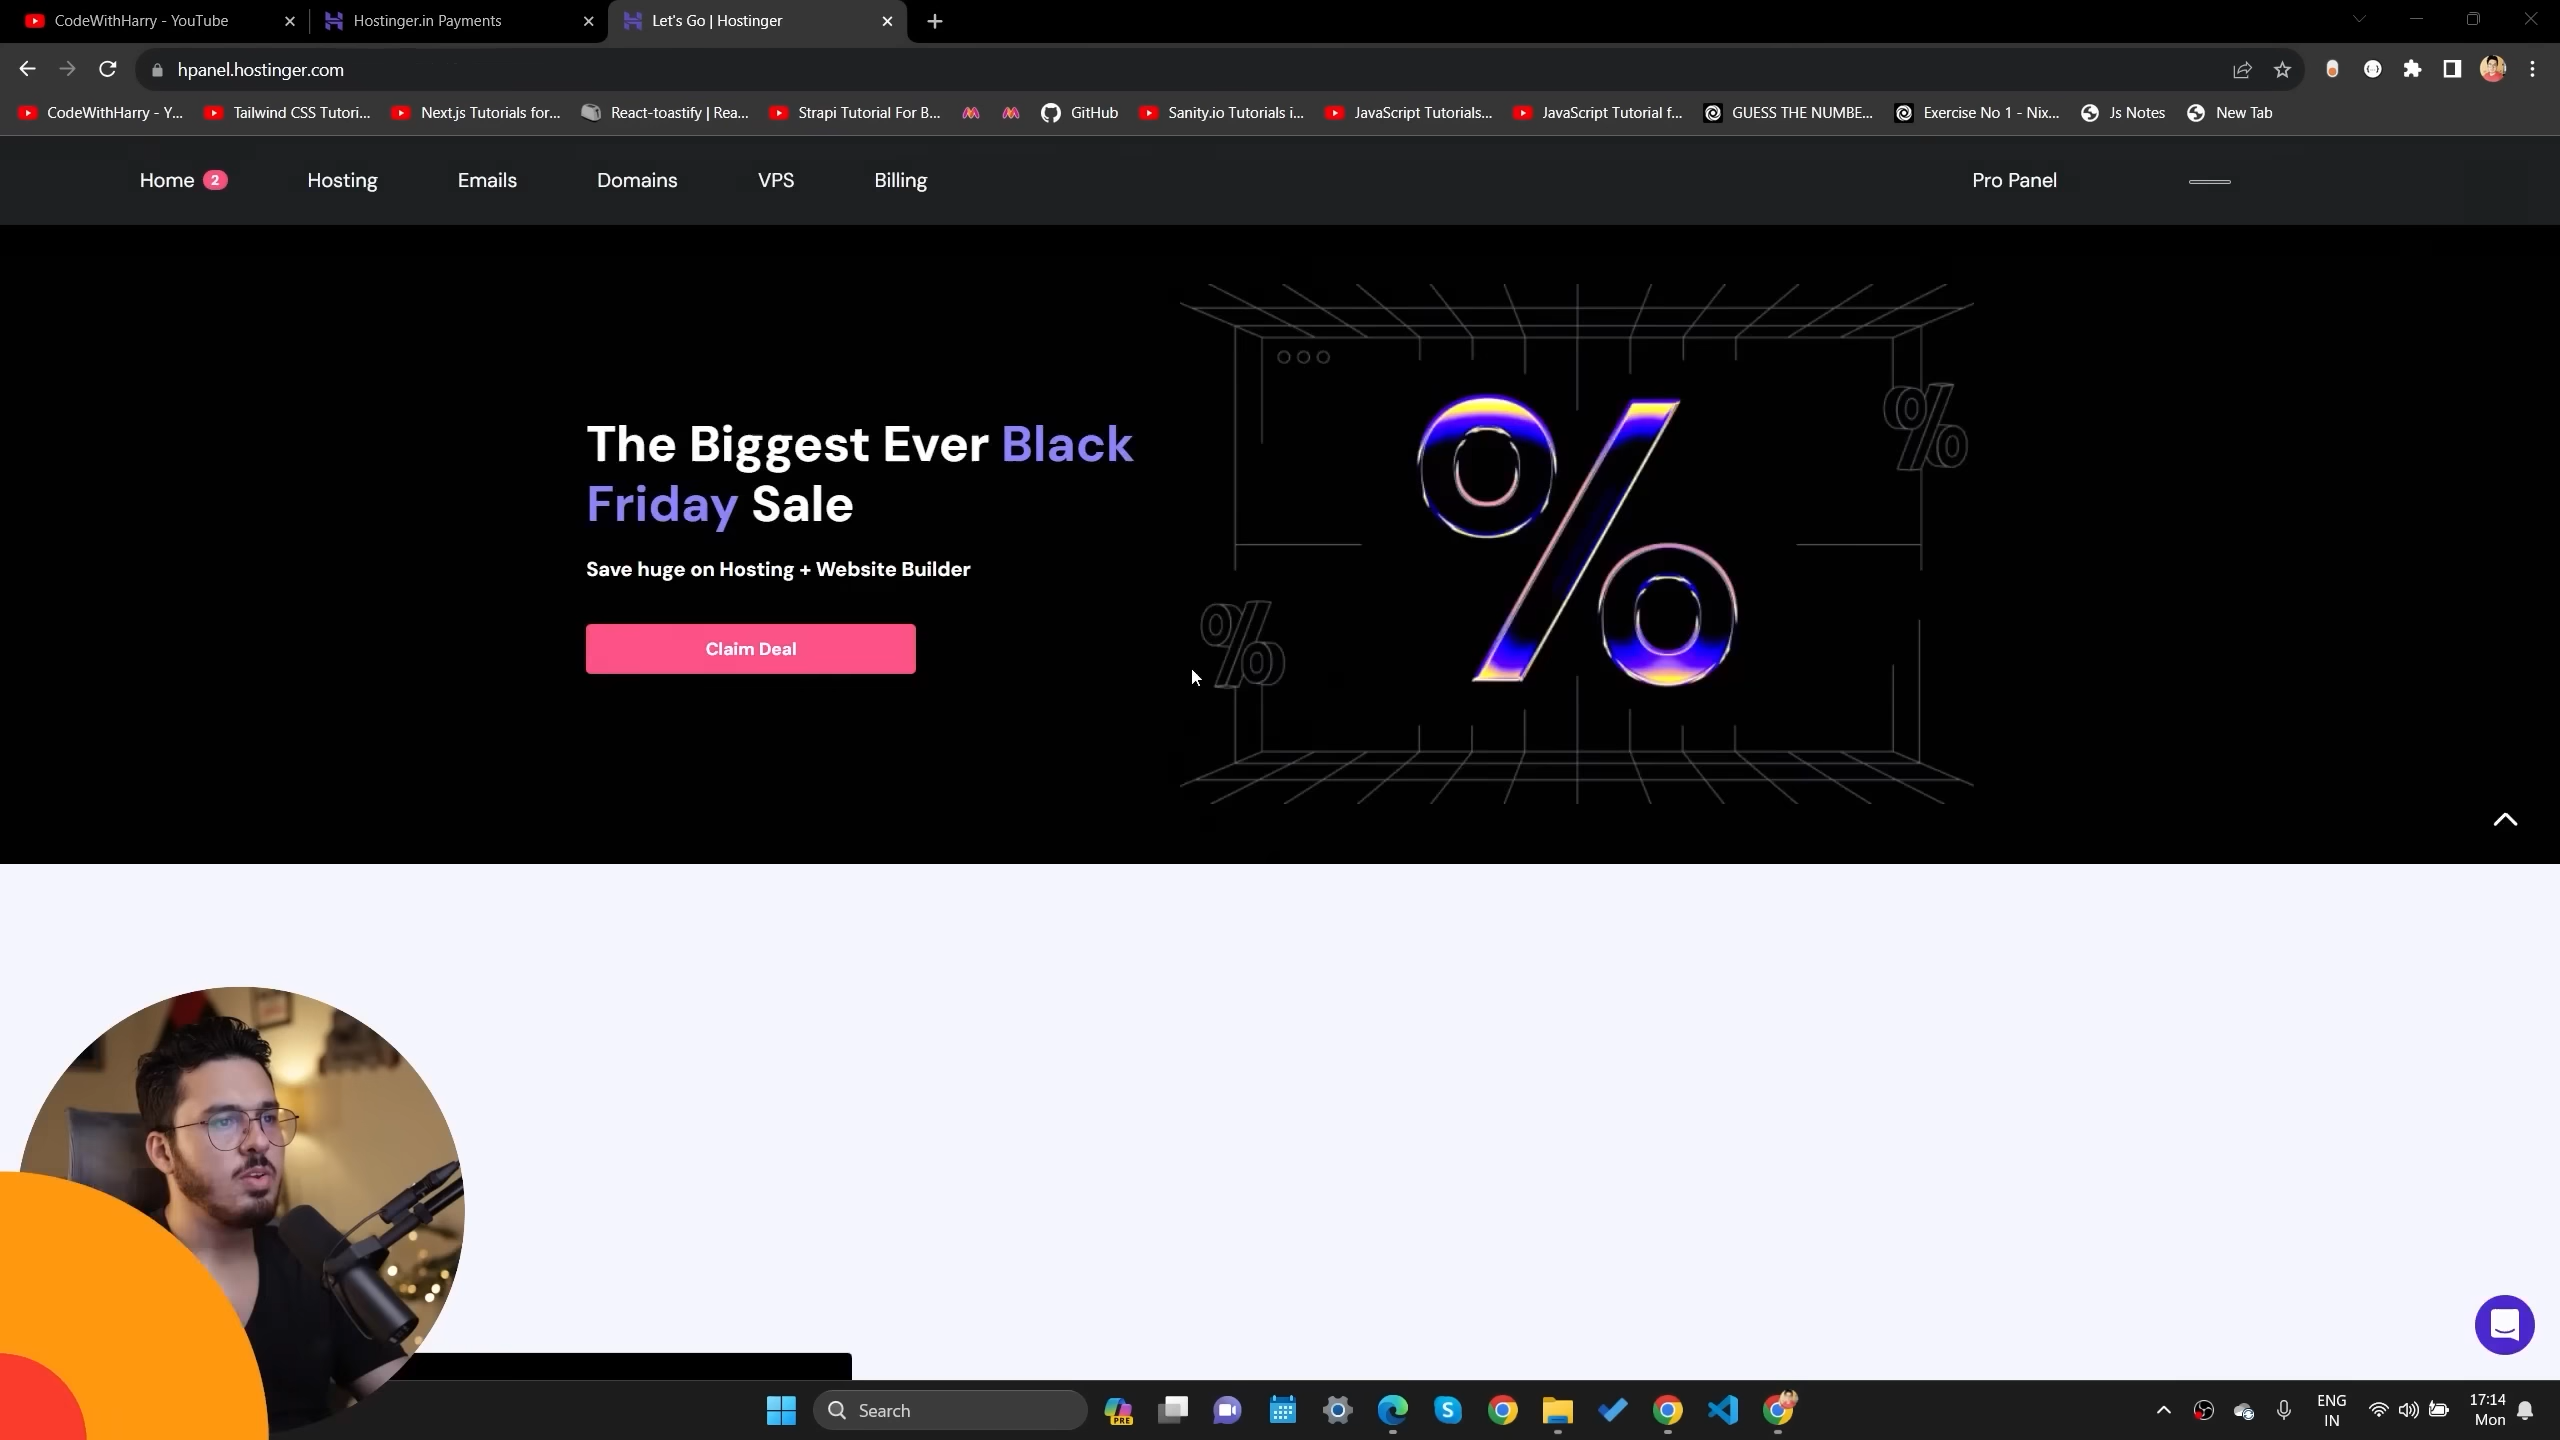 CodeWithHarry - YouTube
Hostinger.in Payments
Let's Go | Hostinger
hpanel.hostinger.com
CodeWithHarry - Y...
Tailwind CSS Tutori...
Next.js Tutorials for...
React-toastify | Rea...
Strapi Tutorial For B...
GitHub
Sanity.io Tutorials i...
JavaScript Tutorials...
JavaScript Tutorial f...
GUESS THE NUMBE...
Exercise No 1 - Nix...
Js Notes
New Tab
Home 2
Hosting
Emails
Domains
VPS
Billing
Pro Panel
The Biggest Ever Black
Friday Sale
Save huge on Hosting + Website Builder
Claim Deal
%
%
%
Search
PRE
ENG
IN
17:14
Mon